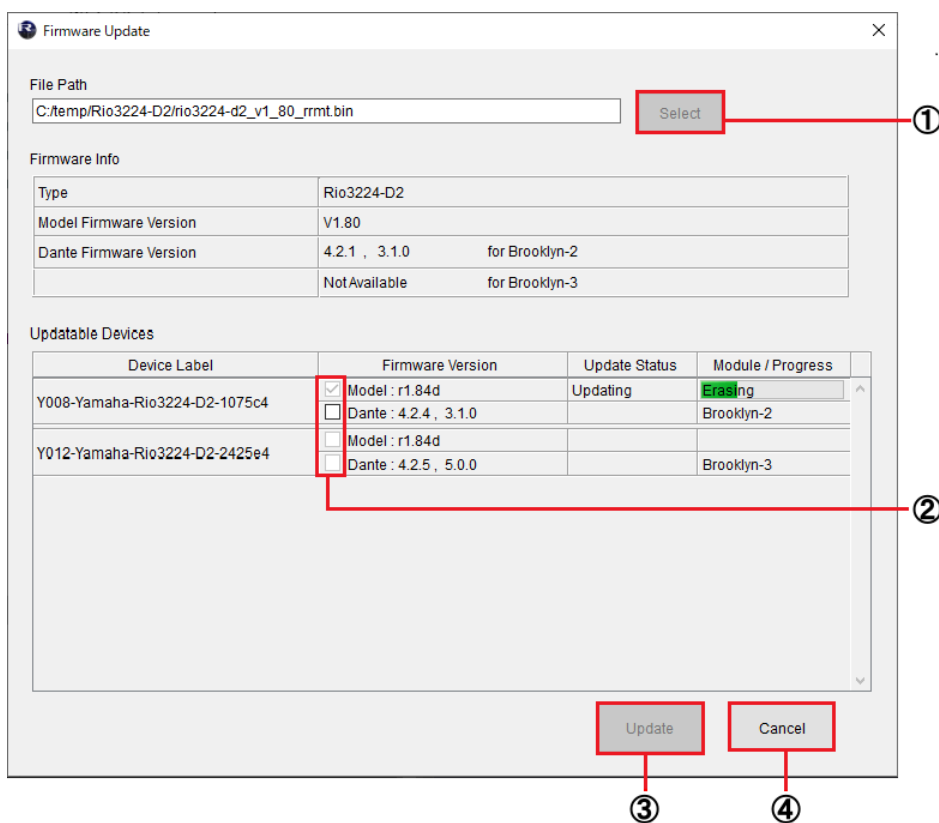 Firmware Update
File Path
C:/temp/Rio3224-D2/rio3224-d2_v1_80_rrmt.bin
Select
①
Firmware Info
Type Rio3224-D2
Model Firmware Version V1.80
Dante Firmware Version 4.2.1 , 3.1.0 for Brooklyn-2
Not Available for Brooklyn-3
Updatable Devices
Device Label Firmware Version Update Status Module / Progress
Y008-Yamaha-Rio3224-D2-1075c4 Model : r1.84d Updating Erasing
Dante : 4.2.4 , 3.1.0 Brooklyn-2
Y012-Yamaha-Rio3224-D2-2425e4 Model : r1.84d
Dante : 4.2.5 , 5.0.0 Brooklyn-3
②
Update Cancel
③ ④